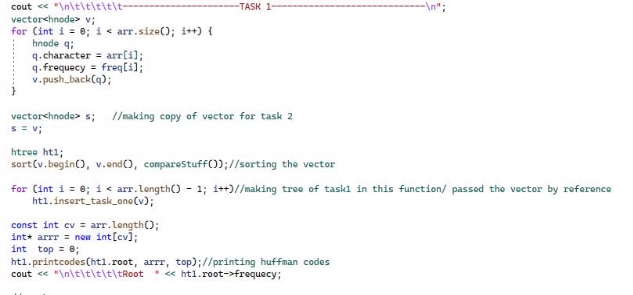 cout << "\n\t\t\t\t\t----------------------TASK 1-----------------------------\n";
vector<hnode> v;
for (int i = 0; i < arr.size(); i++) {
hnode q;
q.character = arr[i];
q.frequecy = freq[i];
v.push_back(q);
}
vector<hnode> s;   //making copy of vector for task 2
s = v;
htree ht1;
sort(v.begin(), v.end(), compareStuff());//sorting the vector
for (int i = 0; i < arr.length() - 1; i++)//making tree of task1 in this function/ passed the vector by reference
ht1.insert_task_one(v);
const int cv = arr.length();
int* arrr = new int[cv];
int  top = 0;
ht1.printcodes(ht1.root, arrr, top);//printing huffman codes
cout << "\n\t\t\t\t\tRoot  " << ht1.root->frequecy;